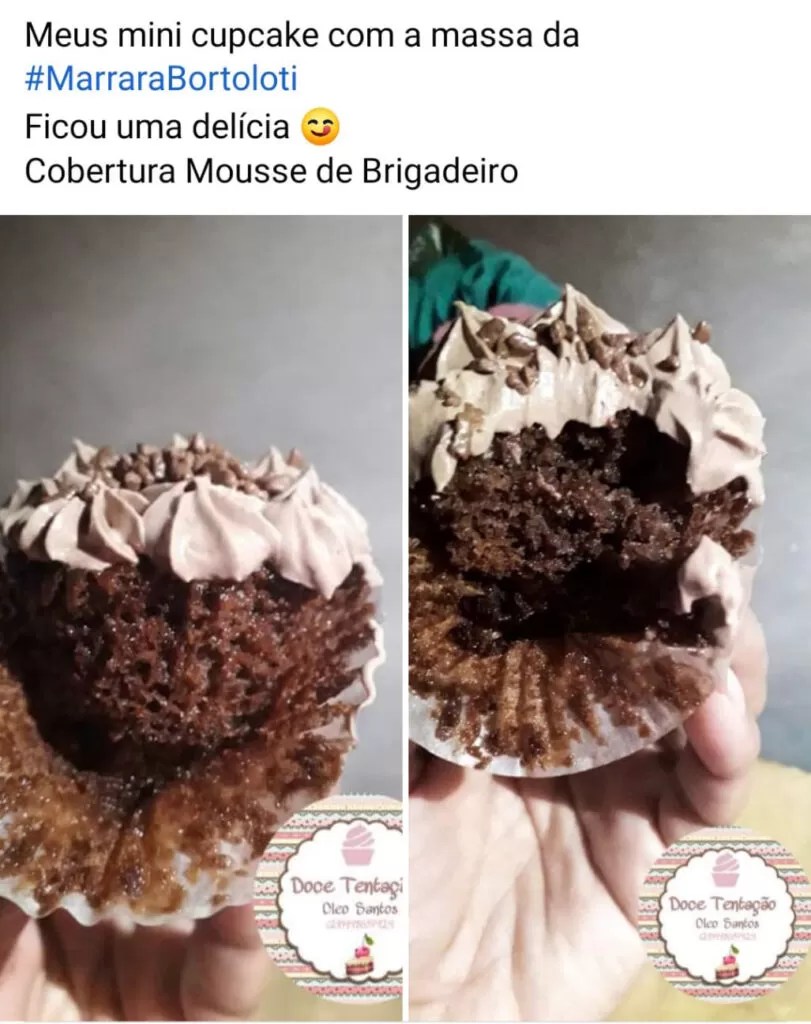 Meus mini cupcake com a massa da
#MarraraBortoloti
Ficou uma delícia 😋
Cobertura Mousse de Brigadeiro
Doce Tentaçã
Cleo Santos
Doce Tentação
Cleo Santos